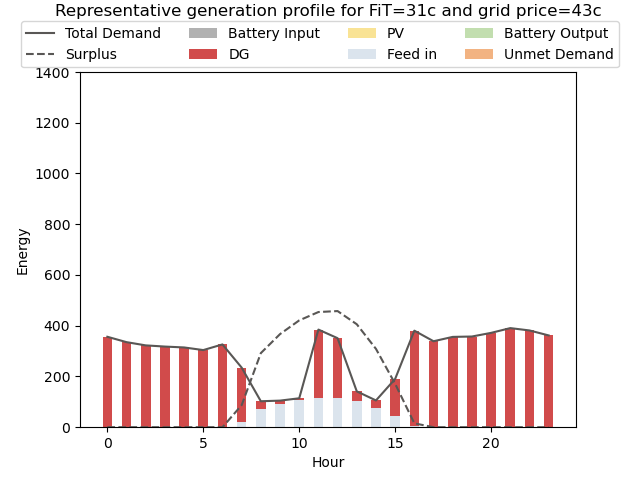 Representative generation profile for FiT=31c and grid price=43c
Total Demand Battery Input PV Battery Output
Surplus DG Feed in Unmet Demand
1400
1200
1000
800
600
400
200
0
Energy
0 5 10 15 20
Hour